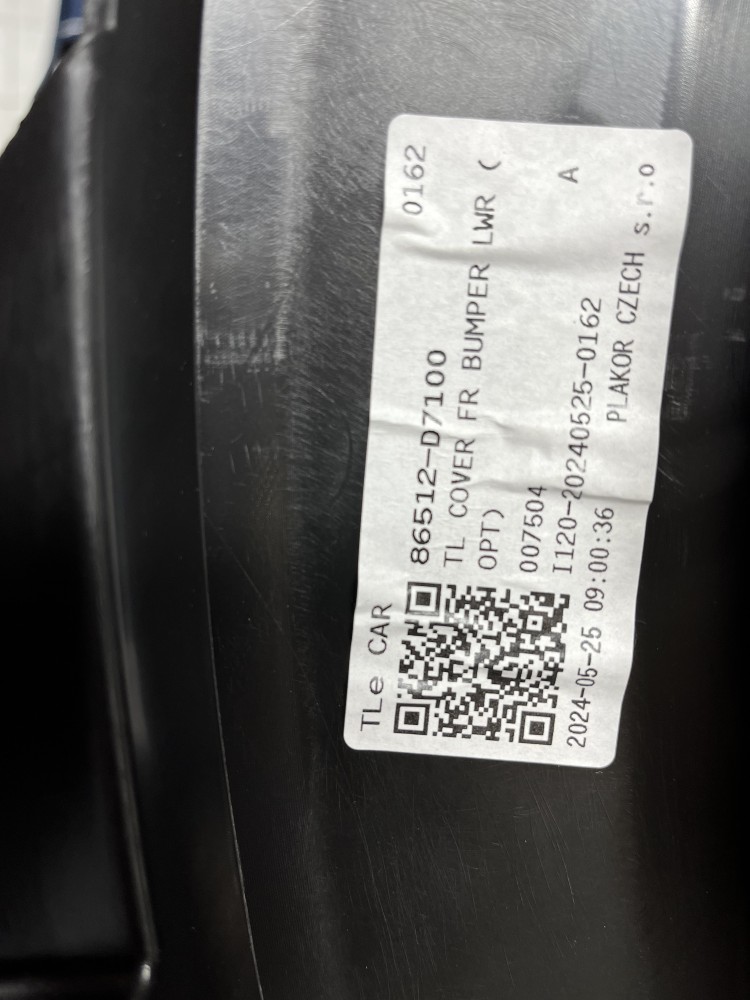 TLe CAR
86512-D7100 0162
TL COVER FR BUMPER LWR (
OPT)
007504 A
I120-20240525-0162
2024-05-25 09:00:36 PLAKOR CZECH s.r.o